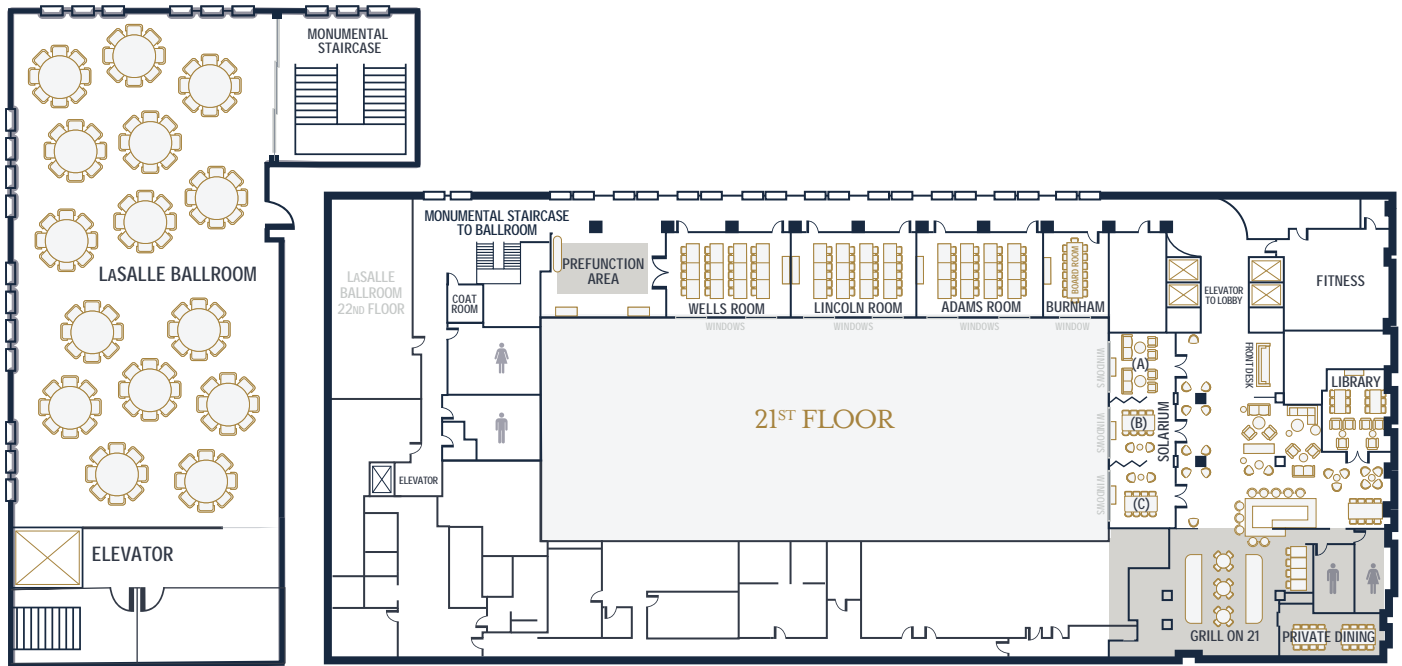 MONUMENTAL
STAIRCASE
LASALLE BALLROOM
ELEVATOR
MONUMENTAL STAIRCASE
TO BALLROOM
LASALLE
BALLROOM
22ND FLOOR
COAT
ROOM
ELEVATOR
PREFUNCTION
AREA
WELLS ROOM
LINCOLN ROOM
ADAMS ROOM
BOARD ROOM
BURNHAM
WINDOWS
WINDOWS
WINDOWS
WINDOW
21ST FLOOR
WINDOWS
WINDOWS
WINDOWS
(A)
(B)
(C)
SOLARIUM
ELEVATOR
TO LOBBY
FITNESS
FRONT DESK
LIBRARY
GRILL ON 21
PRIVATE DINING